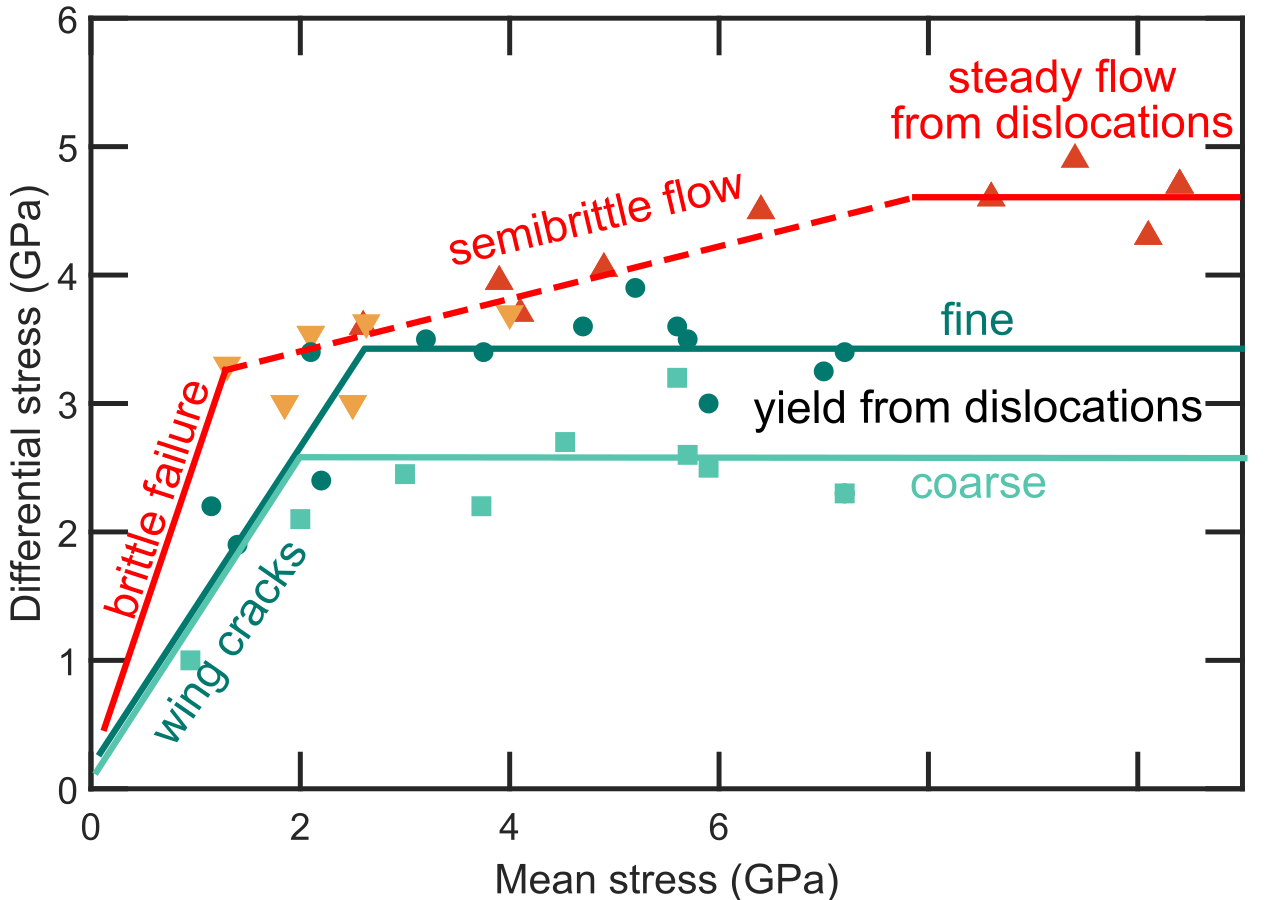 6
5
4
3
2
1
0
Differential stress (GPa)
steady flow
from dislocations
semibrittle flow
fine
yield from dislocations
coarse
brittle failure
wing cracks
0 2 4 6
Mean stress (GPa)